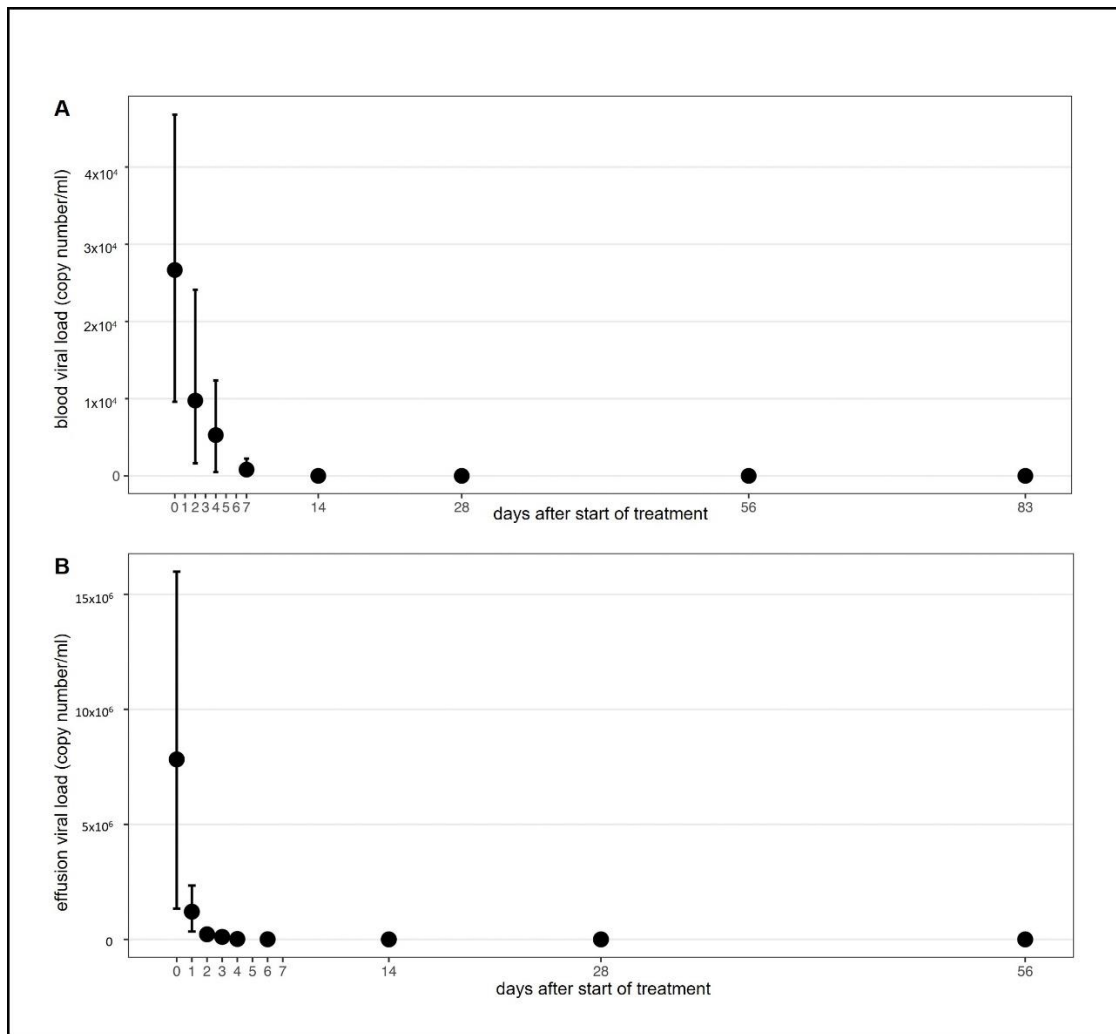 A
blood viral load (copy number/ml)
4x10⁴
3x10⁴
2x10⁴
1x10⁴
0
0 1 2 3 4 5 6 7 14 28 56 83
days after start of treatment
B
effusion viral load (copy number/ml)
15x10⁶
10x10⁶
5x10⁶
0
0 1 2 3 4 5 6 7 14 28 56
days after start of treatment